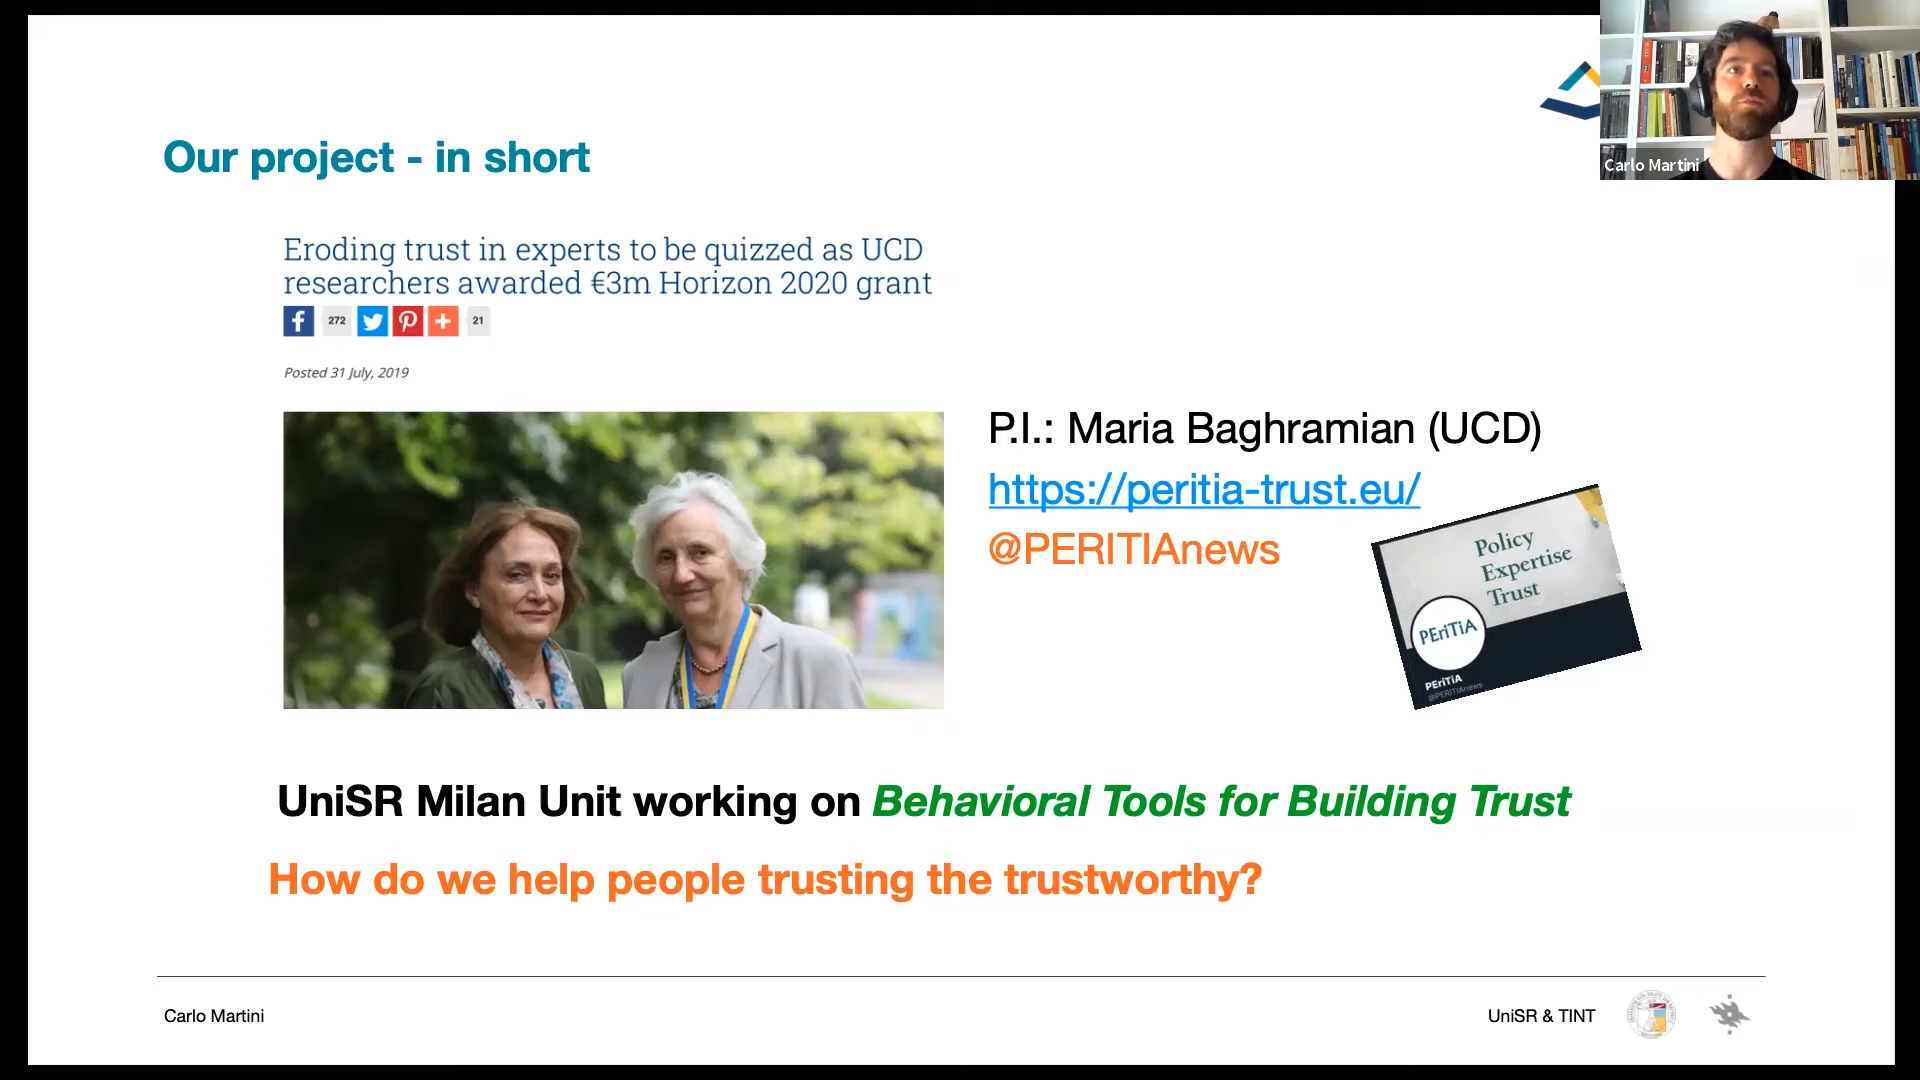 Carlo Martini
Our project - in short
Eroding trust in experts to be quizzed as UCD
researchers awarded €3m Horizon 2020 grant
272
21
Posted 31 July, 2019
P.I.: Maria Baghramian (UCD)
https://peritia-trust.eu/
@PERITIAnews
Policy
Expertise
Trust
PEriTiA
PEriTiA
@PERITIAnews
UniSR Milan Unit working on Behavioral Tools for Building Trust
How do we help people trusting the trustworthy?
Carlo Martini
UniSR & TINT